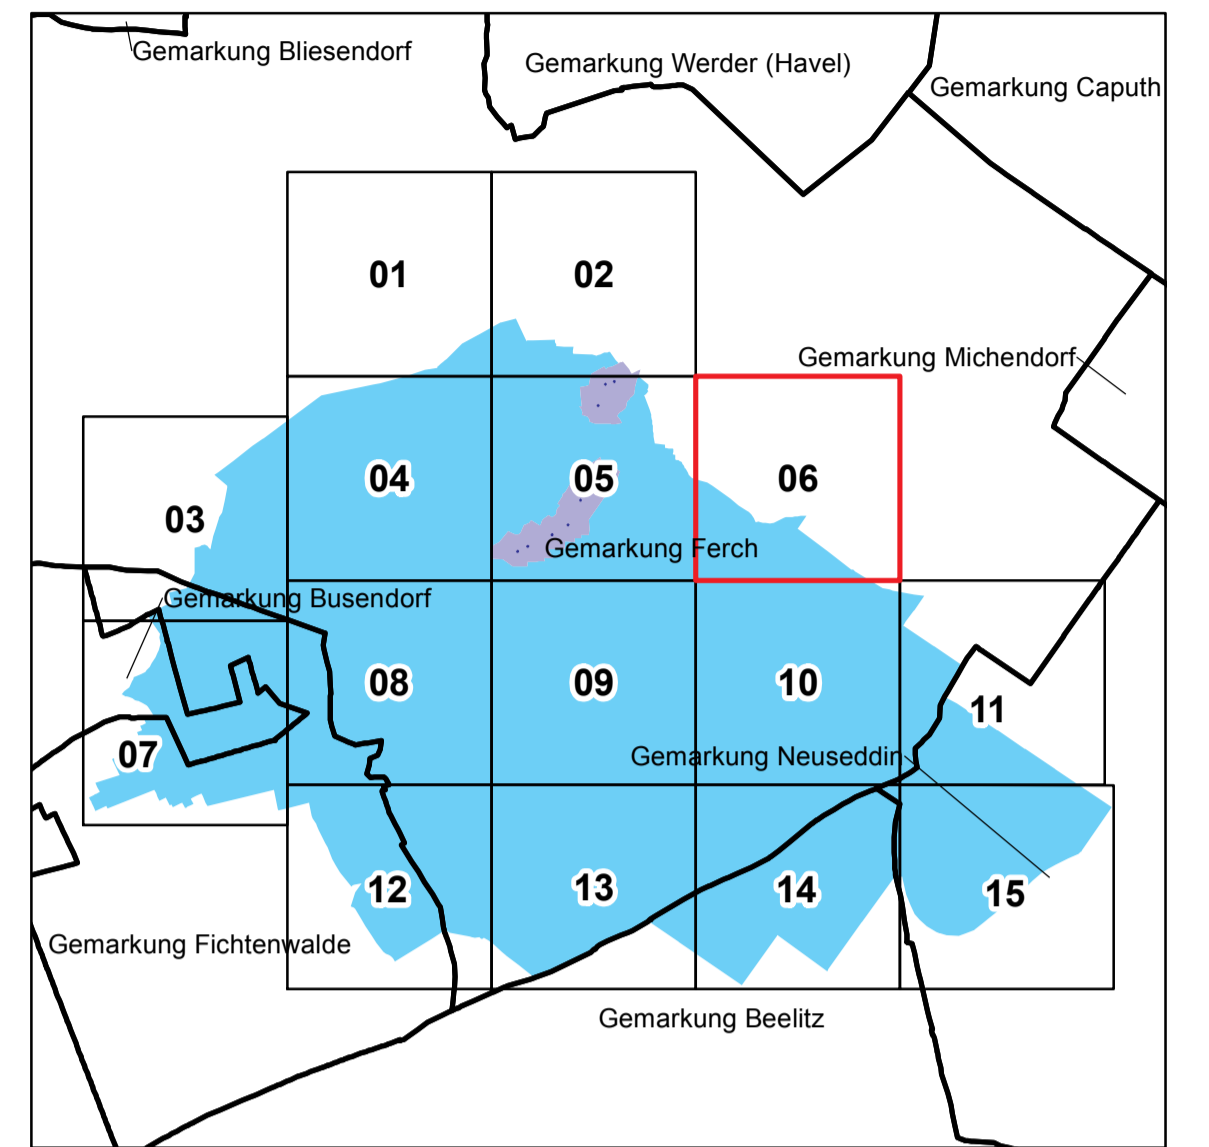 Gemarkung Bliesendorf
Gemarkung Werder (Havel)
Gemarkung Caputh
01
02
Gemarkung Michendorf
03
04
05
06
Gemarkung Ferch
Gemarkung Busendorf
07
08
09
10
11
Gemarkung Neuseddin
12
13
14
15
Gemarkung Fichtenwalde
Gemarkung Beelitz